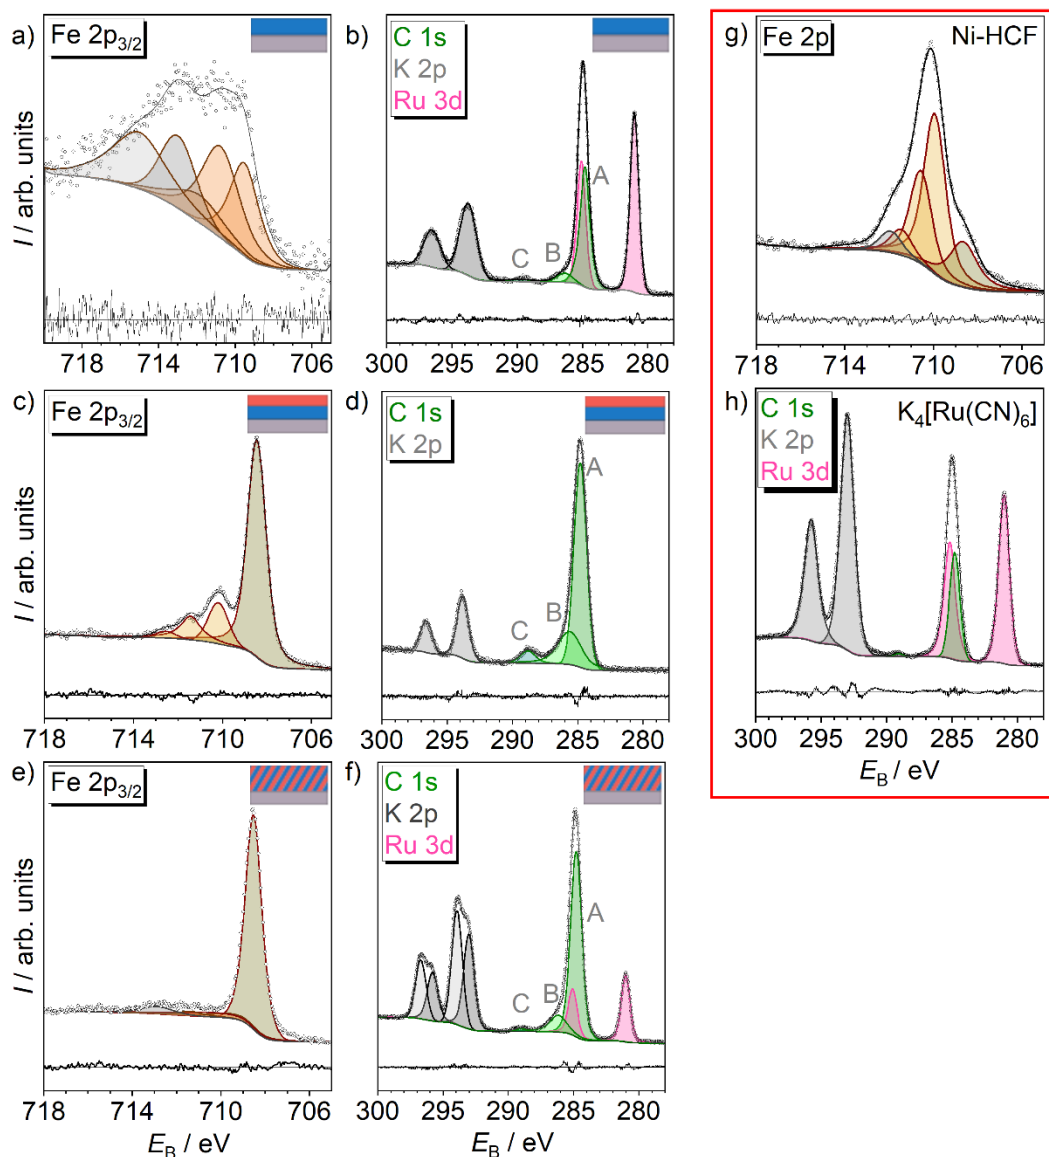 a) Fe 2p3/2
I / arb. units
718 714 710 706
b) C 1s
K 2p
Ru 3d
A
B
C
300 295 290 285 280
c) Fe 2p3/2
I / arb. units
718 714 710 706
d) C 1s
K 2p
A
B
C
300 295 290 285 280
e) Fe 2p3/2
I / arb. units
718 714 710 706
EB / eV
f) C 1s
K 2p
Ru 3d
A
B
C
300 295 290 285 280
EB / eV
g) Fe 2p Ni-HCF
718 714 710 706
h) C 1s K4[Ru(CN)6]
K 2p
Ru 3d
300 295 290 285 280
EB / eV